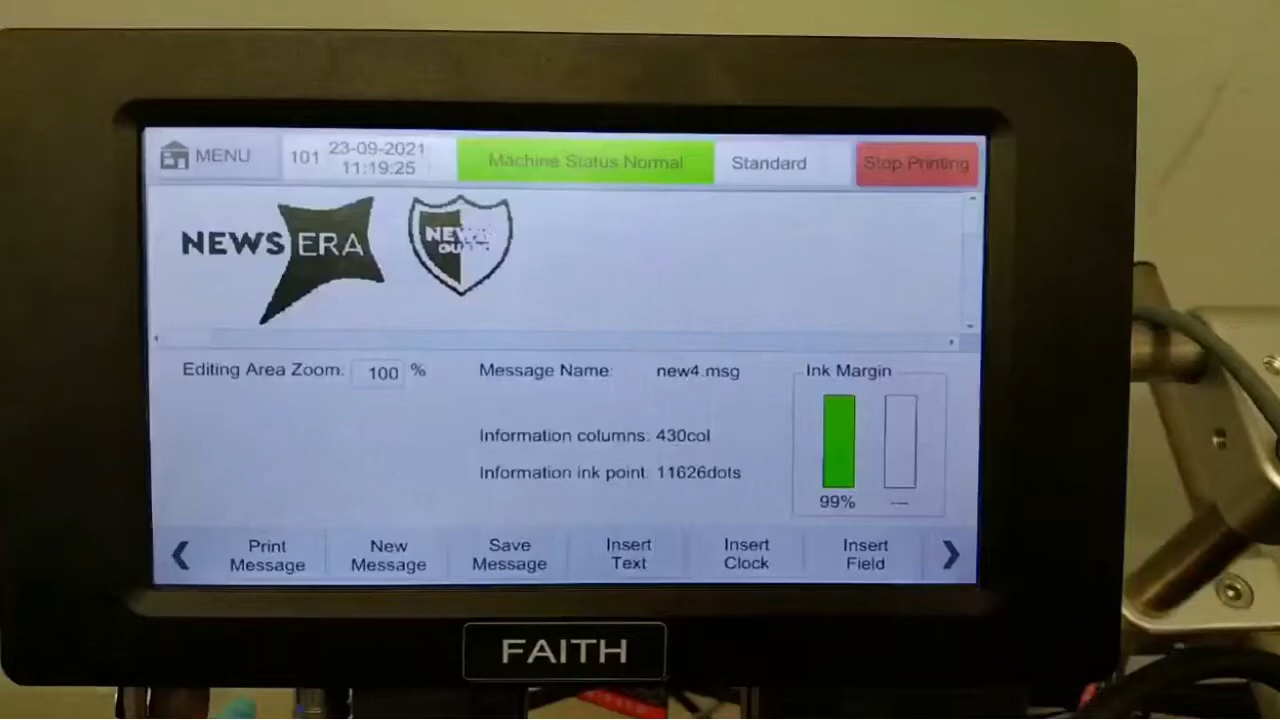 MENU
101
23-09-2021
11:19:25
Machine Status Normal
Standard
Stop Printing
NEWS ERA
NEW
Editing Area Zoom: 100 %
Message Name: new4.msg
Ink Margin
Information columns: 430col
Information ink point: 11626dots
99%
---
Print Message
New Message
Save Message
Insert Text
Insert Clock
Insert Field
FAITH